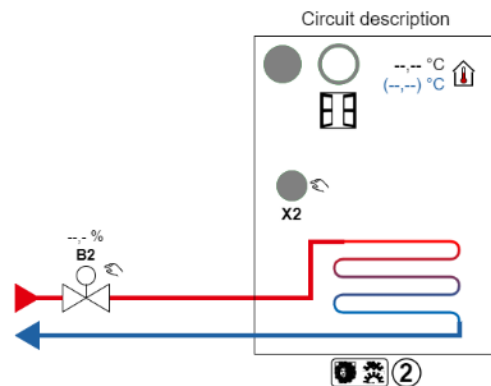 Circuit description
--,-- °C
(--,--) °C
X2
--,- %
B2
2